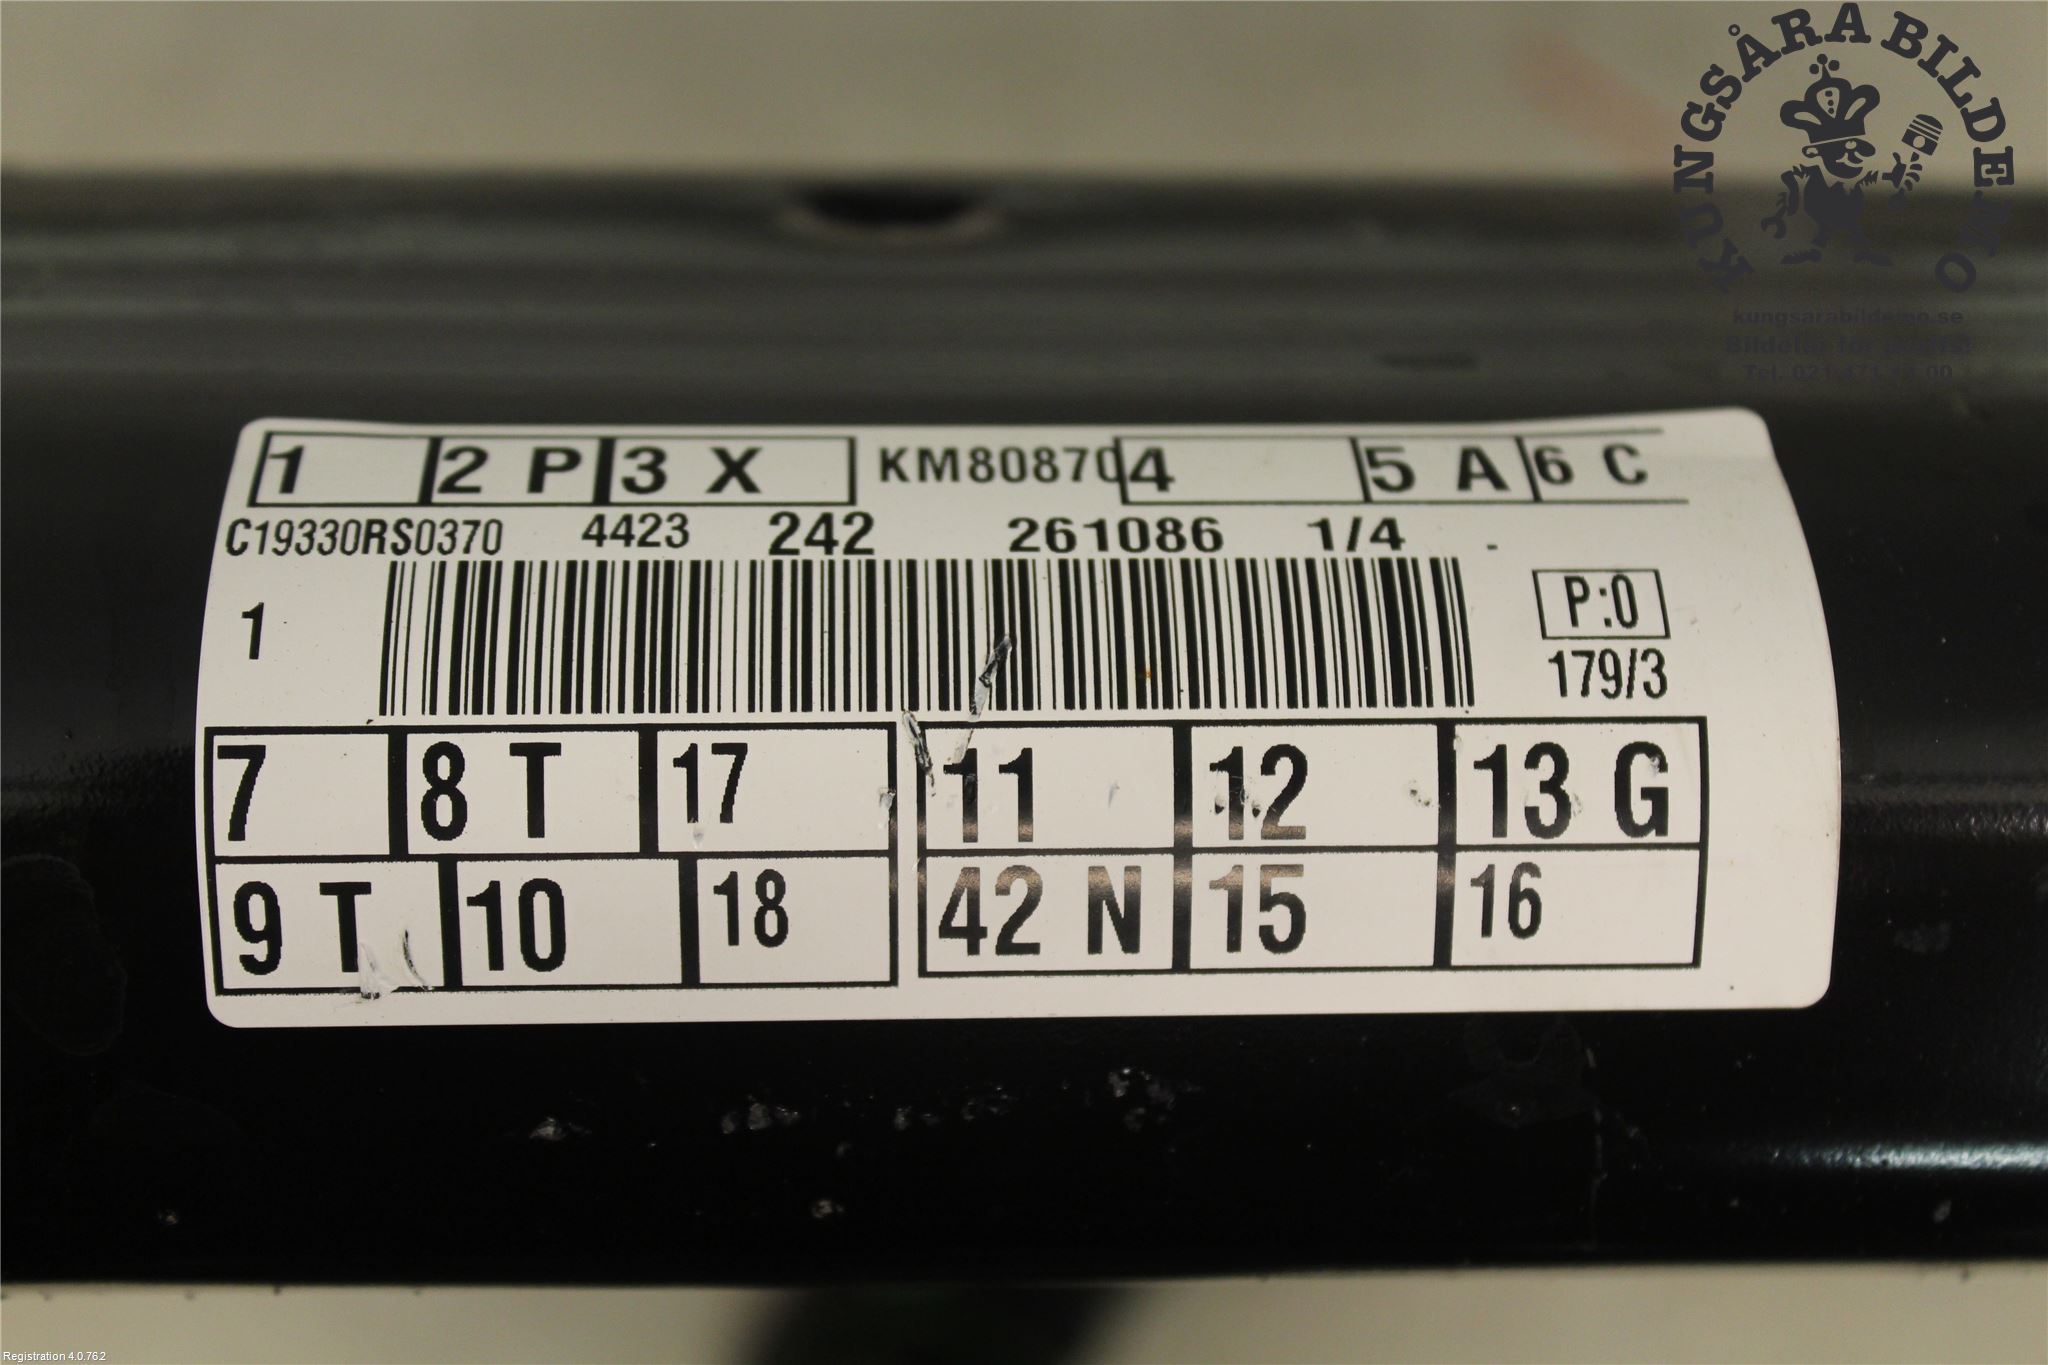 KUNGSÅRA BILDEMO
kungsarabildemo.se
1 2 P 3 X KM80870 4 5 A 6 C
C19330RS0370 4423 242 261086 1/4 -
1 P:0
179/3
7 8 T 17 11 12 13 G
9 T 10 18 42 N 15 16
Registration 4.0.762